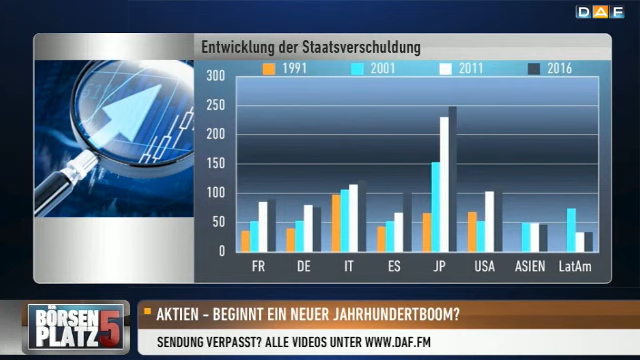 DAF
Entwicklung der Staatsverschuldung
1991 2001 2011 2016
300
250
200
150
100
50
0
FR DE IT ES JP USA ASIEN LatAm
BÖRSEN
PLATZ 5
AKTIEN - BEGINNT EIN NEUER JAHRHUNDERTBOOM?
SENDUNG VERPASST? ALLE VIDEOS UNTER WWW.DAF.FM